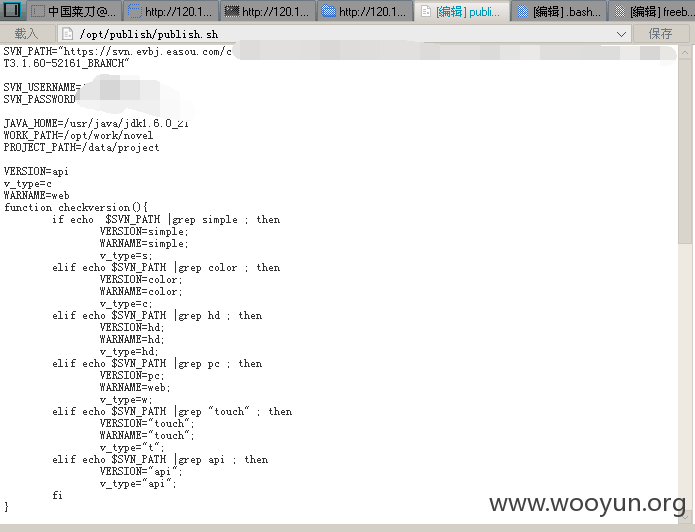 中国菜刀@...
http://120.1...
http://120.1...
http://120.1...
[编辑] publi...
[编辑] .bash...
[编辑] freeb...
载入
/opt/publish/publish.sh
保存
SVN_PATH="https://svn.evbj.easou.com/c
T3.1.60-52161_BRANCH"
SVN_USERNAME=
SVN_PASSWORD
JAVA_HOME=/usr/java/jdk1.6.0_21
WORK_PATH=/opt/work/novel
PROJECT_PATH=/data/project
VERSION=api
v_type=c
WARNAME=web
function checkversion(){
if echo  $SVN_PATH |grep simple ; then
VERSION=simple;
WARNAME=simple;
v_type=s;
elif echo $SVN_PATH |grep color ; then
VERSION=color;
WARNAME=color;
v_type=c;
elif echo $SVN_PATH |grep hd ; then
VERSION=hd;
WARNAME=hd;
v_type=hd;
elif echo $SVN_PATH |grep pc ; then
VERSION=pc;
WARNAME=web;
v_type=w;
elif echo $SVN_PATH |grep "touch" ; then
VERSION="touch";
WARNAME="touch";
v_type="t";
elif echo $SVN_PATH |grep api ; then
VERSION="api";
v_type="api";
fi
}
www.wooyun.org